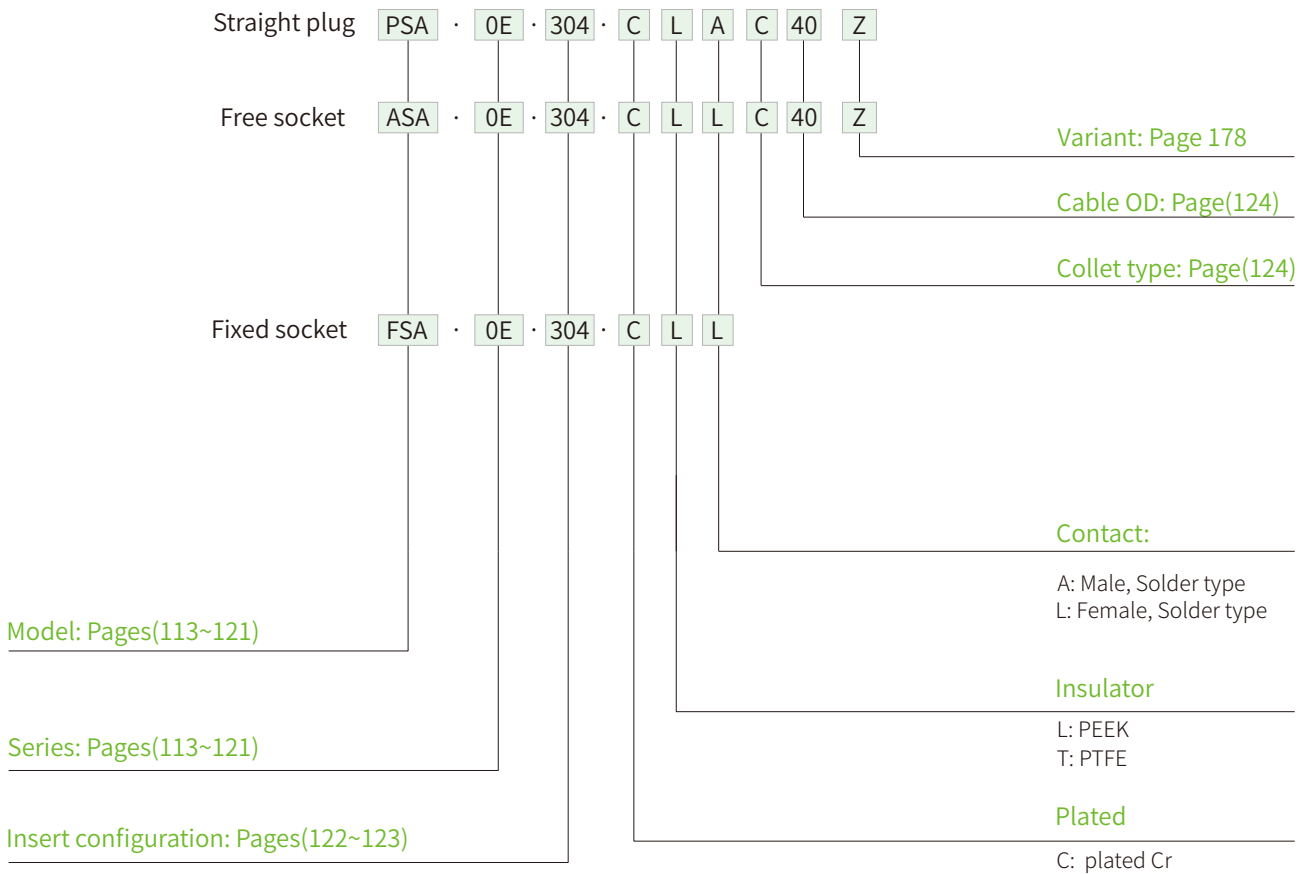 Straight plug PSA · 0E · 304 · C L A C 40 Z
Free socket ASA · 0E · 304 · C L L C 40 Z
Variant: Page 178
Cable OD: Page(124)
Collet type: Page(124)
Fixed socket FSA · 0E · 304 · C L L
Contact:
A: Male, Solder type
L: Female, Solder type
Model: Pages(113~121)
Insulator
L: PEEK
T: PTFE
Series: Pages(113~121)
Plated
C: plated Cr
Insert configuration: Pages(122~123)